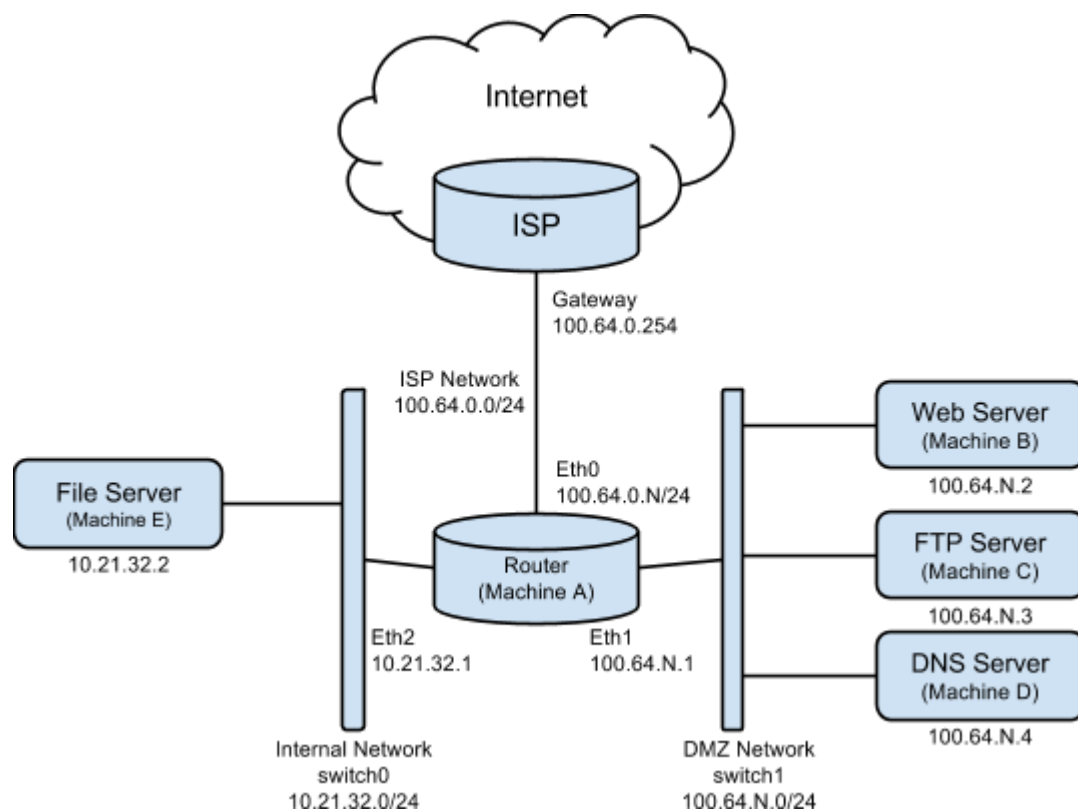 Internet
ISP
Gateway
100.64.0.254
ISP Network
100.64.0.0/24
Eth0
100.64.0.N/24
File Server
(Machine E)
10.21.32.2
Router
(Machine A)
Eth2
10.21.32.1
Eth1
100.64.N.1
Web Server
(Machine B)
100.64.N.2
FTP Server
(Machine C)
100.64.N.3
DNS Server
(Machine D)
100.64.N.4
Internal Network
switch0
10.21.32.0/24
DMZ Network
switch1
100.64.N.0/24